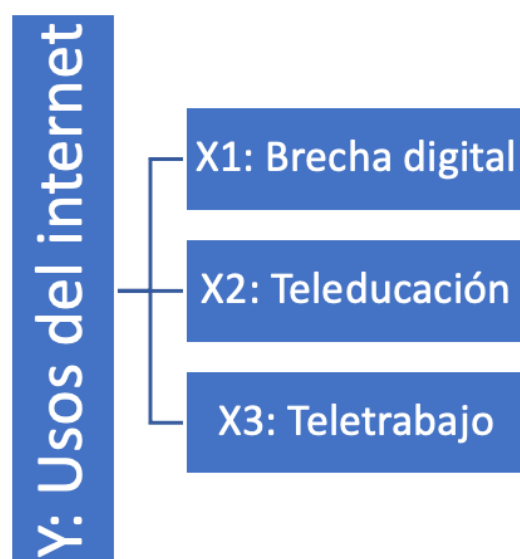 Y: Usos del internet
X1: Brecha digital
X2: Teleducación
X3: Teletrabajo